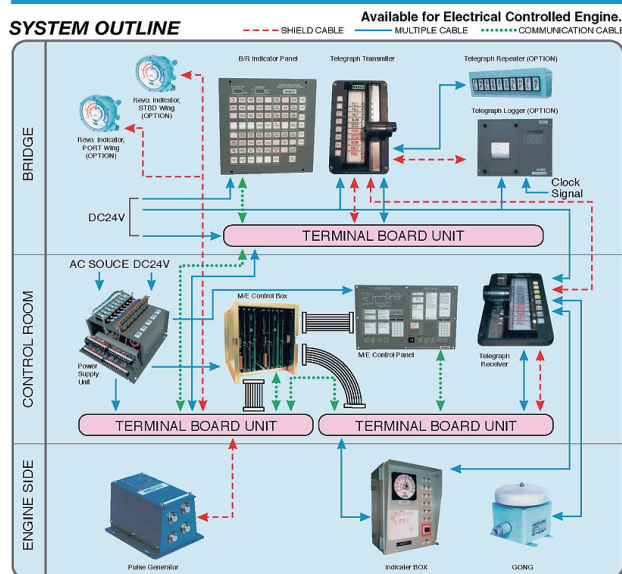 SYSTEM OUTLINE
Available for Electrical Controlled Engine.
SHIELD CABLE
MULTIPLE CABLE
COMMUNICATION CABLE
BRIDGE
Revo. Indicator,
STBD Wing
(OPTION)
Revo. Indicator,
PORT Wing
(OPTION)
B/R Indicator Panel
Telegraph Transmitter
Telegraph Repeater (OPTION)
Telegraph Logger (OPTION)
Clock
Signal
DC24V
TERMINAL BOARD UNIT
CONTROL ROOM
AC SOUCE DC24V
Power
Supply
Unit
M/E Control Box
M/E Control Panel
Telegraph
Receiver
TERMINAL BOARD UNIT
TERMINAL BOARD UNIT
ENGINE SIDE
Pulse Generator
Indicater BOX
GONG